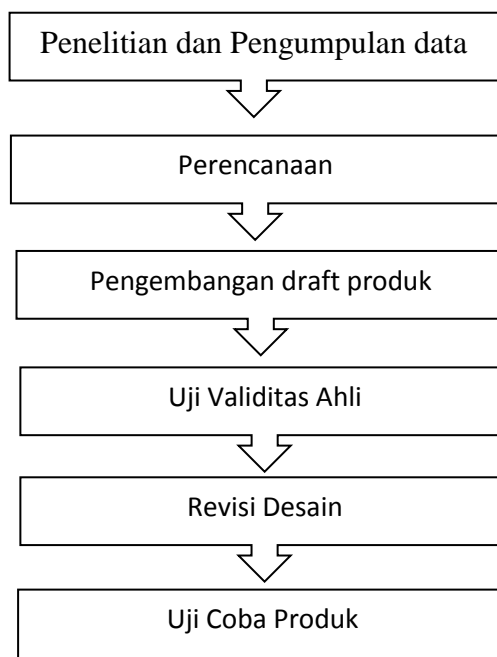 Penelitian dan Pengumpulan data
Perencanaan
Pengembangan draft produk
Uji Validitas Ahli
Revisi Desain
Uji Coba Produk